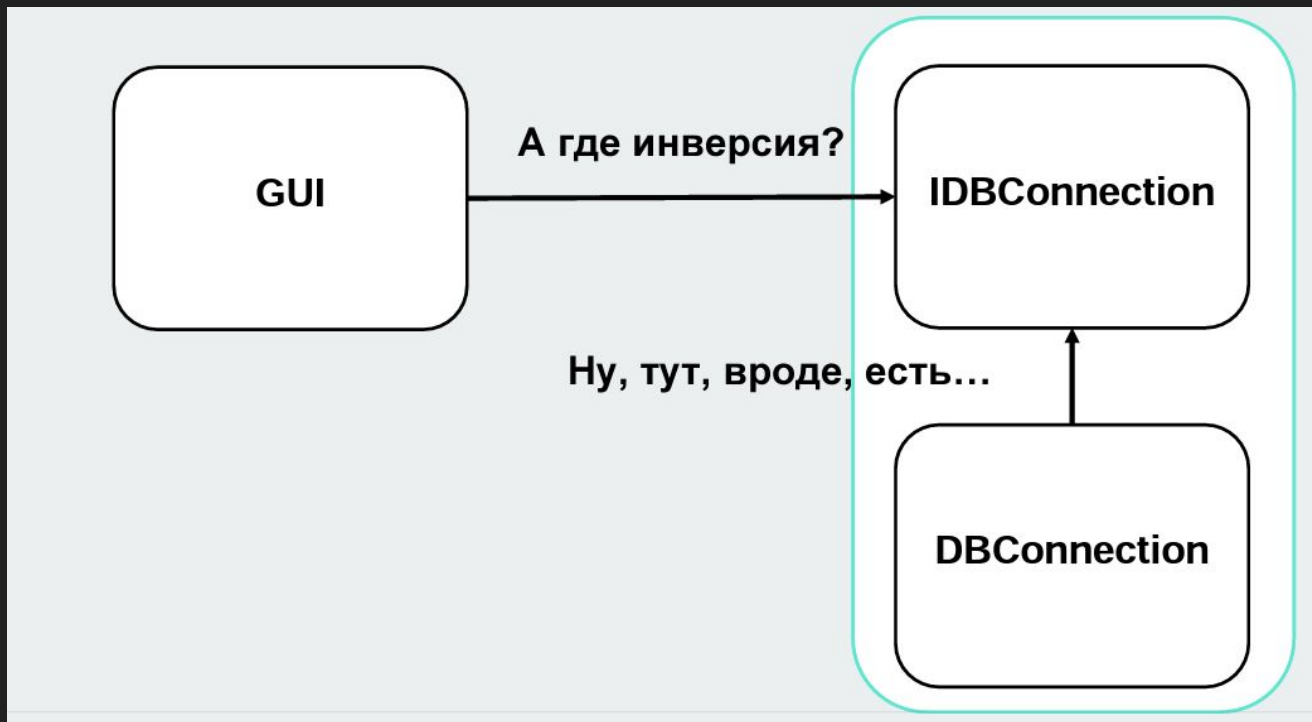 А где инверсия?
GUI
IDBConnection
Ну, тут, вроде, есть...
DBConnection